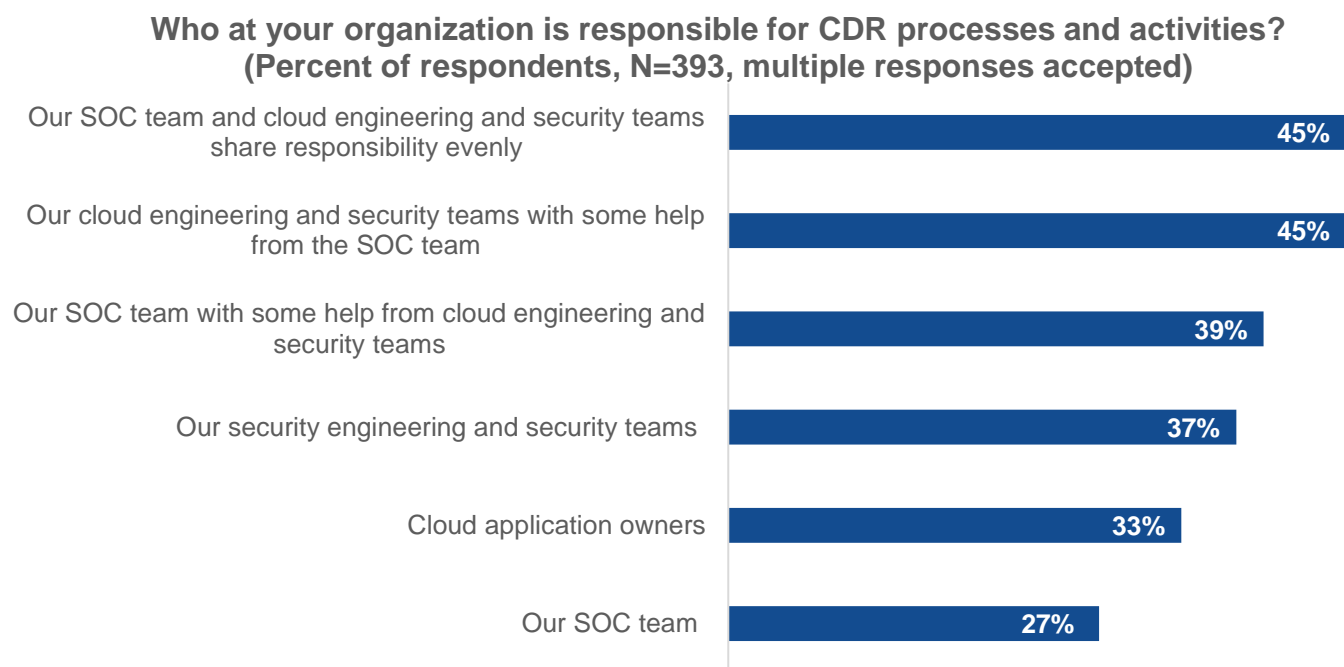 Who at your organization is responsible for CDR processes and activities?
(Percent of respondents, N=393, multiple responses accepted)
Our SOC team and cloud engineering and security teams
share responsibility evenly
45%
Our cloud engineering and security teams with some help
from the SOC team
45%
Our SOC team with some help from cloud engineering and
security teams
39%
Our security engineering and security teams
37%
Cloud application owners
33%
Our SOC team
27%